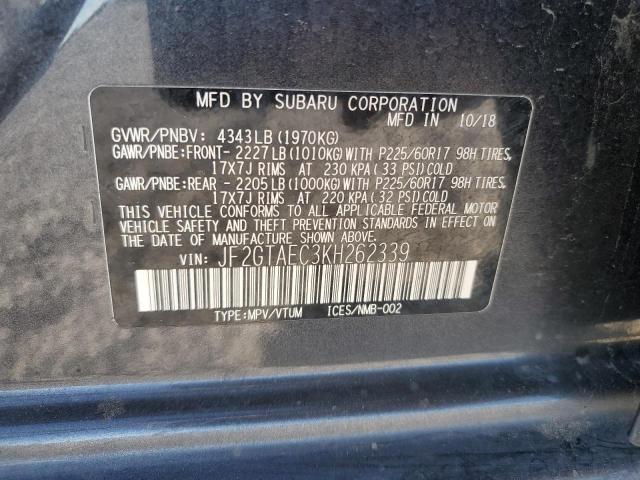 MFD BY SUBARU CORPORATION
MFD IN 10/18
GVWR/PNBV: 4343LB (1970KG)
GAWR/PNBE:FRONT- 2227LB(1010KG)WITH P225/60R17 98H TIRES,
17X7J RIMS AT 230 KPA(33 PSI)COLD
GAWR/PNBE:REAR - 2205LB(1000KG)WITH P225/60R17 98H TIRES,
17X7J RIMS AT 220 KPA(32 PSI)COLD
THIS VEHICLE CONFORMS TO ALL APPLICABLE FEDERAL MOTOR
VEHICLE SAFETY AND THEFT PREVENTION STANDARDS IN EFFECT ON
THE DATE OF MANUFACTURE SHOWN ABOVE.
VIN: JF2GTAEC3KH262339
TYPE:MPV/VTUM ICES/NMB-002